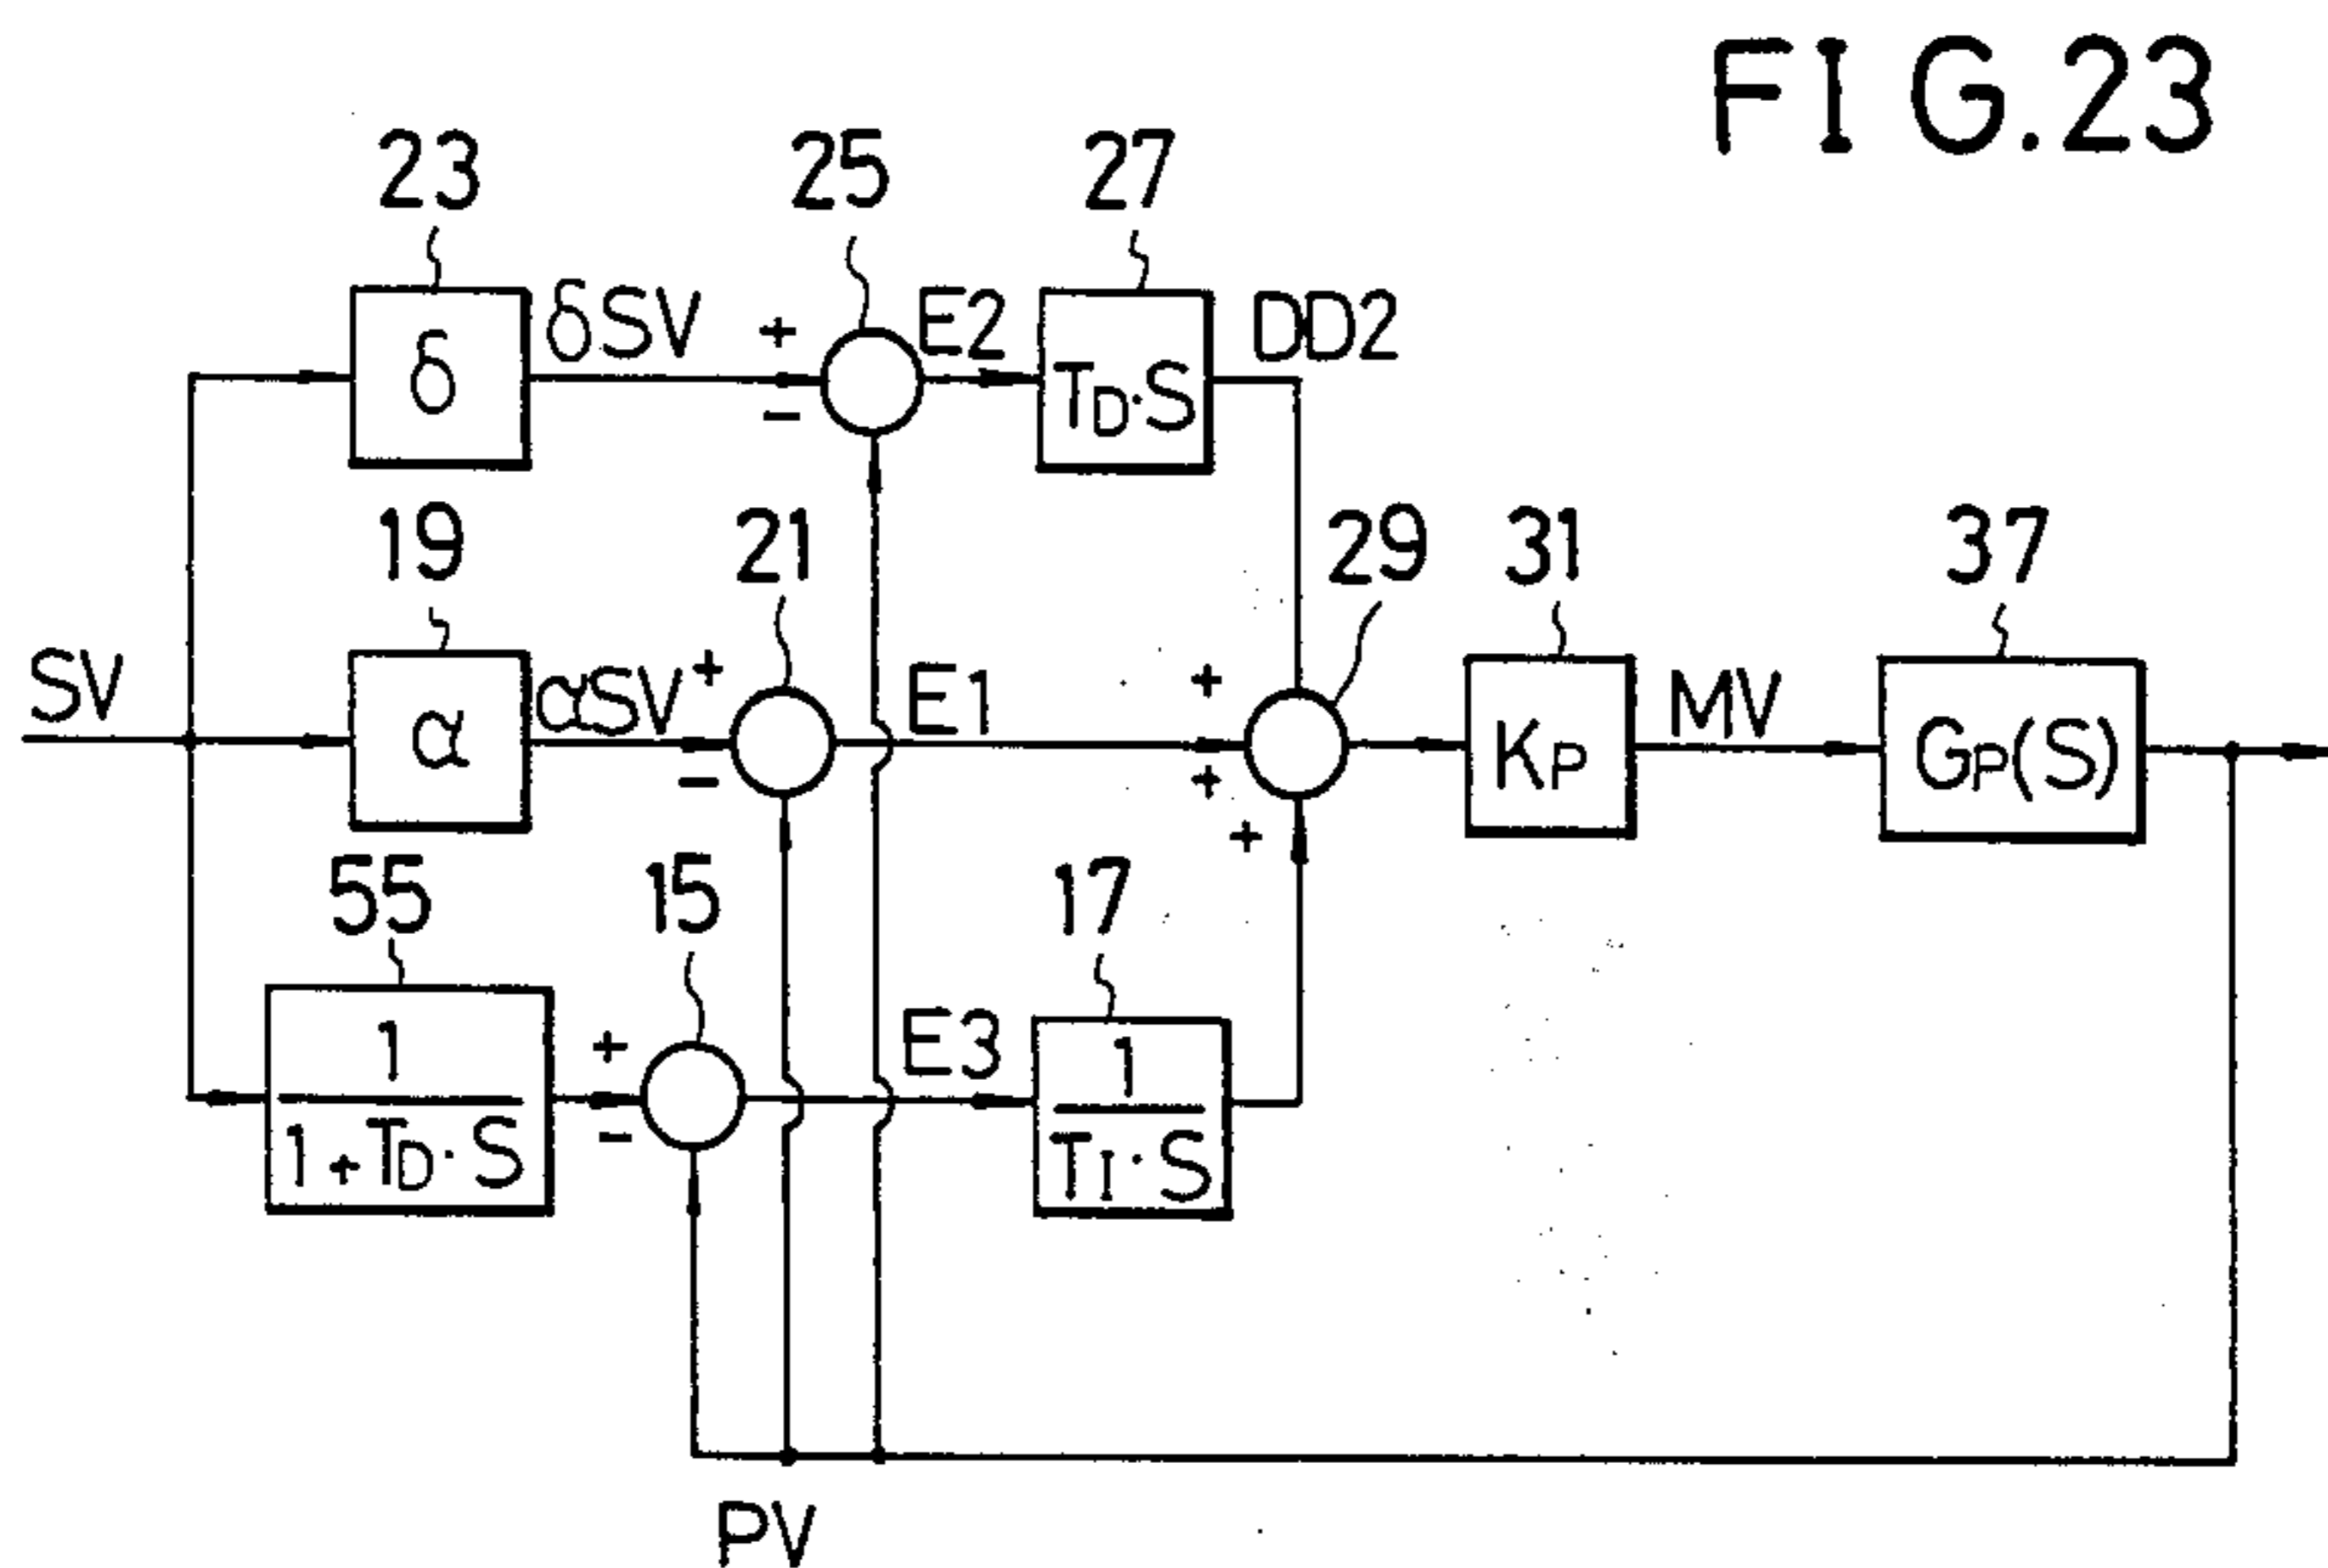 FIG.23
23
25
27
δ
δSV
+
−
E2
TD·S
DD2
19
21
29
31
37
SV
α
αSV
+
−
E1
+
+
+
KP
MV
GP(S)
55
15
17
1
1+TD·S
+
−
E3
1
TI·S
PV